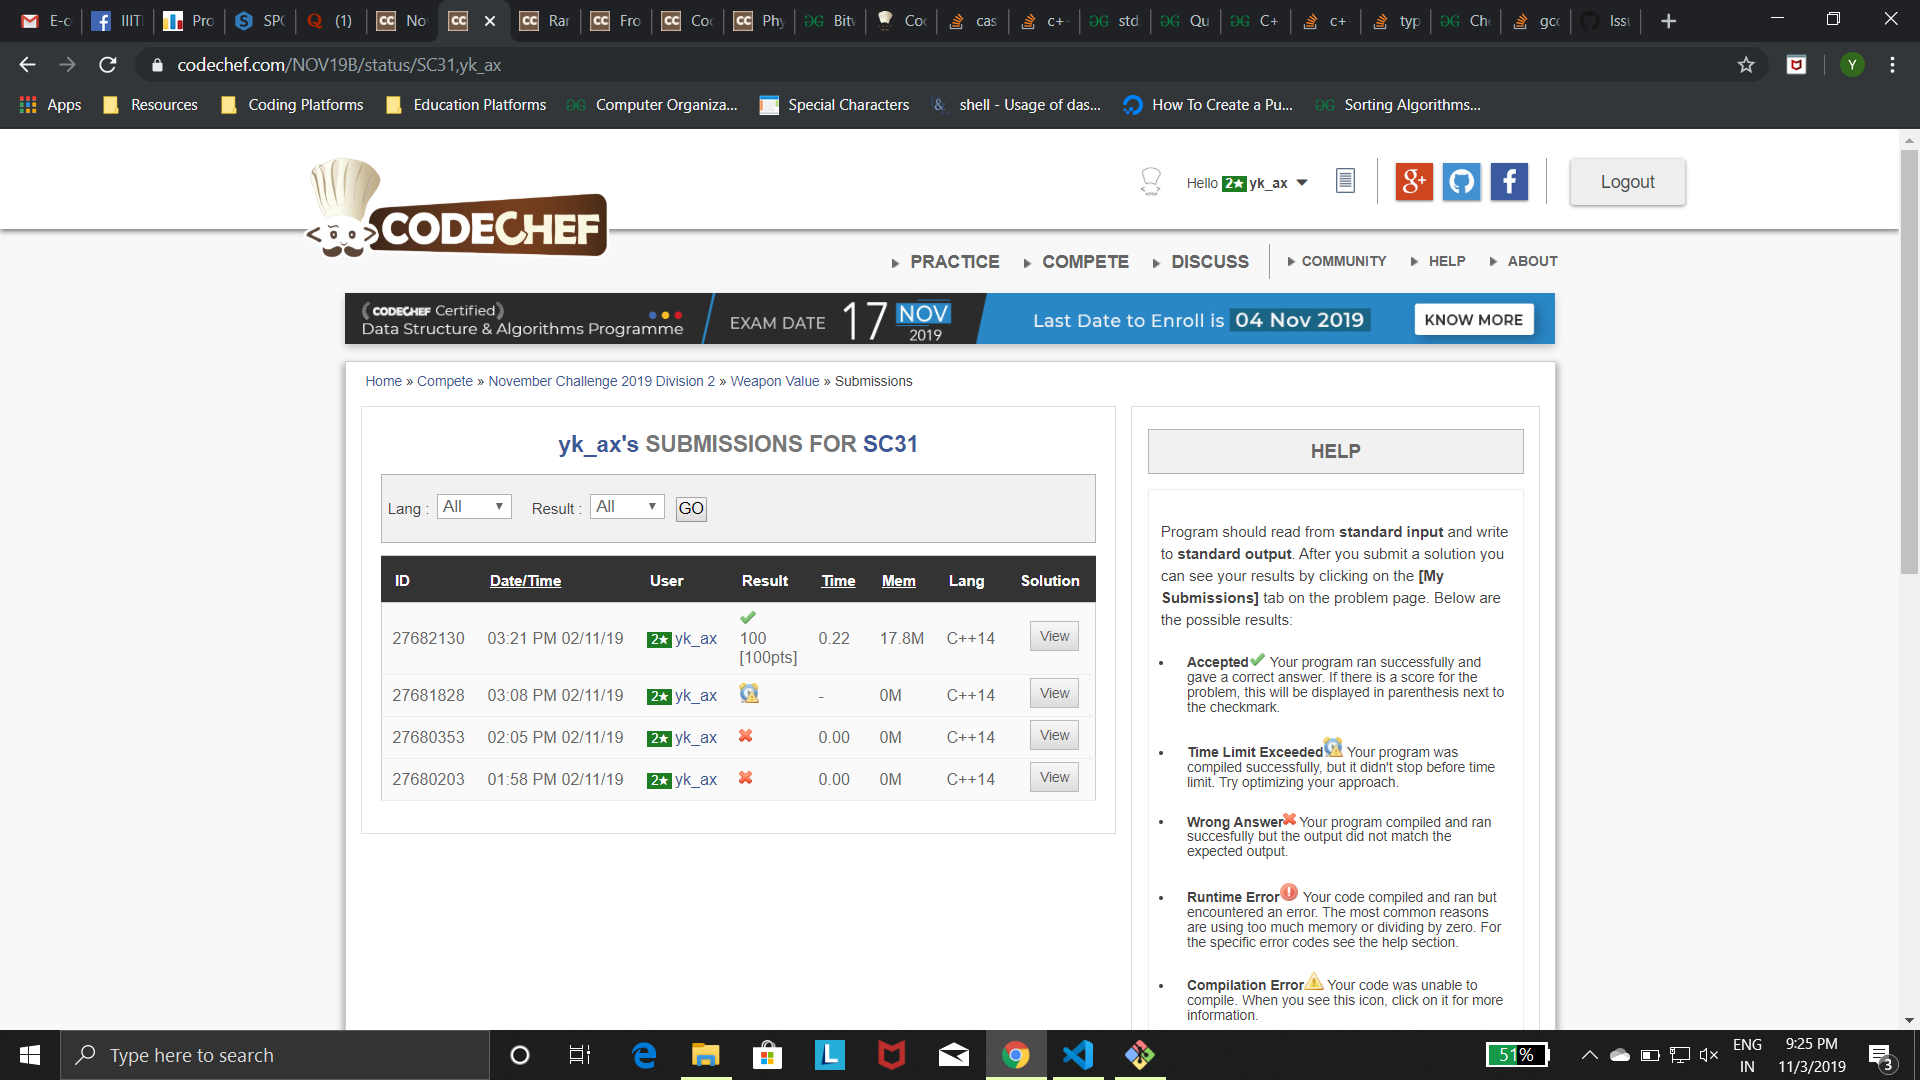 E-c
IIIT
Pro
SPO
(1)
No
Rar
Fro
Coc
Phy
Bitv
Coc
cas
c+
std:
Qu
C+
c+
typ
Che
gcc
Issu
codechef.com/NOV19B/status/SC31,yk_ax
Y
Apps
Resources
Coding Platforms
Education Platforms
Computer Organiza...
Special Characters
shell - Usage of das...
How To Create a Pu...
Sorting Algorithms...
CODECHEF
Hello 2★ yk_ax
Logout
PRACTICE
COMPETE
DISCUSS
COMMUNITY
HELP
ABOUT
(CODECHEF Certified)
Data Structure & Algorithms Programme
EXAM DATE 17 NOV 2019
Last Date to Enroll is 04 Nov 2019
KNOW MORE
Home » Compete » November Challenge 2019 Division 2 » Weapon Value » Submissions
yk_ax's SUBMISSIONS FOR SC31
Lang : All Result : All GO
ID Date/Time User Result Time Mem Lang Solution
27682130 03:21 PM 02/11/19 2★ yk_ax 100 [100pts] 0.22 17.8M C++14 View
27681828 03:08 PM 02/11/19 2★ yk_ax - 0M C++14 View
27680353 02:05 PM 02/11/19 2★ yk_ax 0.00 0M C++14 View
27680203 01:58 PM 02/11/19 2★ yk_ax 0.00 0M C++14 View
HELP
Program should read from standard input and write
to standard output. After you submit a solution you
can see your results by clicking on the [My
Submissions] tab on the problem page. Below are
the possible results:
Accepted Your program ran successfully and
gave a correct answer. If there is a score for the
problem, this will be displayed in parenthesis next to
the checkmark.
Time Limit Exceeded Your program was
compiled successfully, but it didn't stop before time
limit. Try optimizing your approach.
Wrong Answer Your program compiled and ran
succesfully but the output did not match the
expected output.
Runtime Error Your code compiled and ran but
encountered an error. The most common reasons
are using too much memory or dividing by zero. For
the specific error codes see the help section.
Compilation Error Your code was unable to
compile. When you see this icon, click on it for more
information.
Type here to search
51%
ENG
IN
9:25 PM
11/3/2019
3